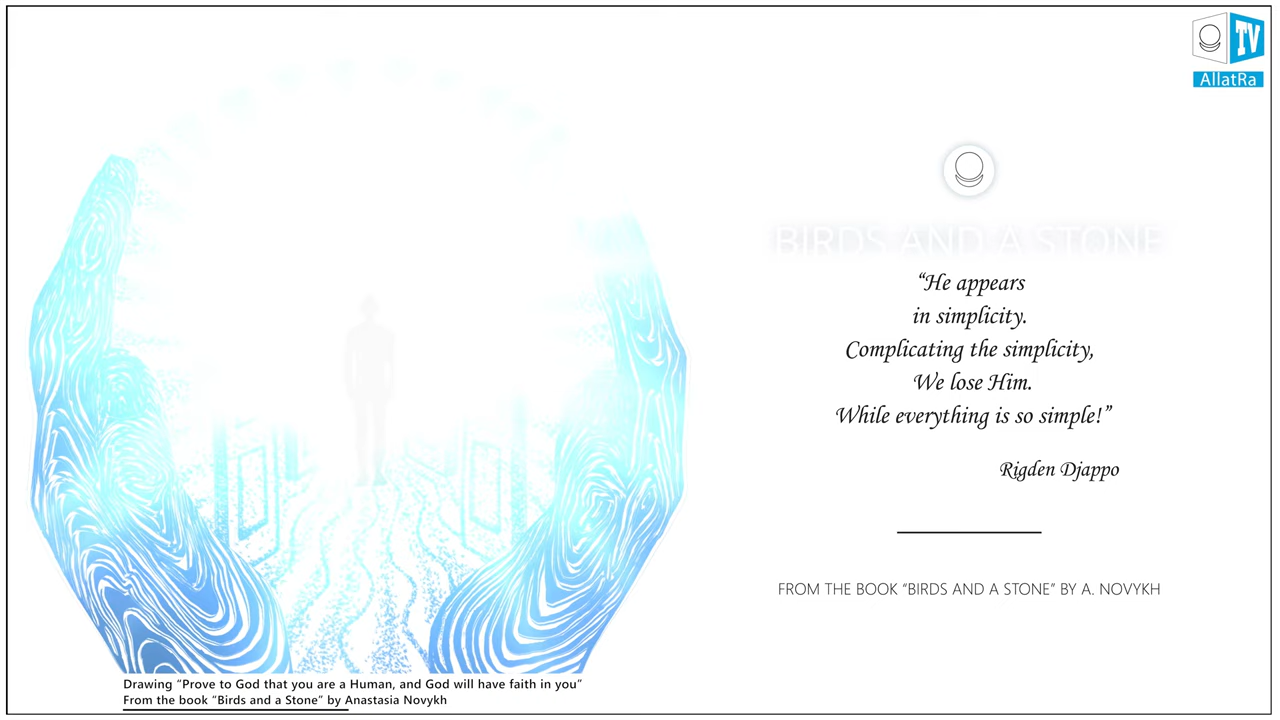 TV
AllatRa
BIRDS AND A STONE
“He appears
in simplicity.
Complicating the simplicity,
We lose Him.
While everything is so simple!”
Rigden Djappo
FROM THE BOOK “BIRDS AND A STONE” BY A. NOVYKH
Drawing “Prove to God that you are a Human, and God will have faith in you”
From the book “Birds and a Stone” by Anastasia Novykh